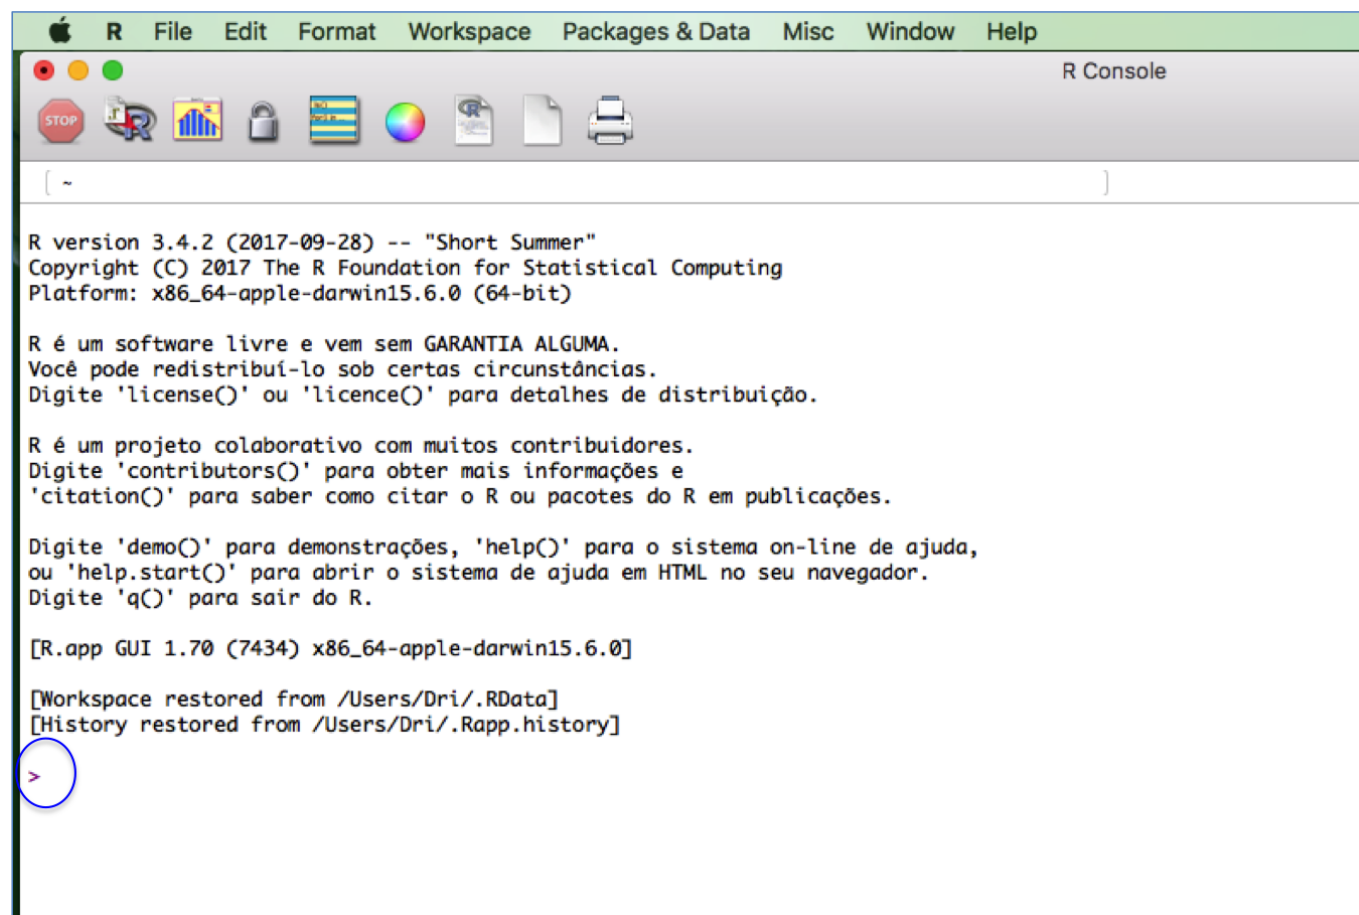 R File Edit Format Workspace Packages & Data Misc Window Help
R Console
STOP
~
R version 3.4.2 (2017-09-28) -- "Short Summer"
Copyright (C) 2017 The R Foundation for Statistical Computing
Platform: x86_64-apple-darwin15.6.0 (64-bit)
R é um software livre e vem sem GARANTIA ALGUMA.
Você pode redistribuí-lo sob certas circunstâncias.
Digite 'license()' ou 'licence()' para detalhes de distribuição.
R é um projeto colaborativo com muitos contribuidores.
Digite 'contributors()' para obter mais informações e
'citation()' para saber como citar o R ou pacotes do R em publicações.
Digite 'demo()' para demonstrações, 'help()' para o sistema on-line de ajuda,
ou 'help.start()' para abrir o sistema de ajuda em HTML no seu navegador.
Digite 'q()' para sair do R.
[R.app GUI 1.70 (7434) x86_64-apple-darwin15.6.0]
[Workspace restored from /Users/Dri/.RData]
[History restored from /Users/Dri/.Rapp.history]
>